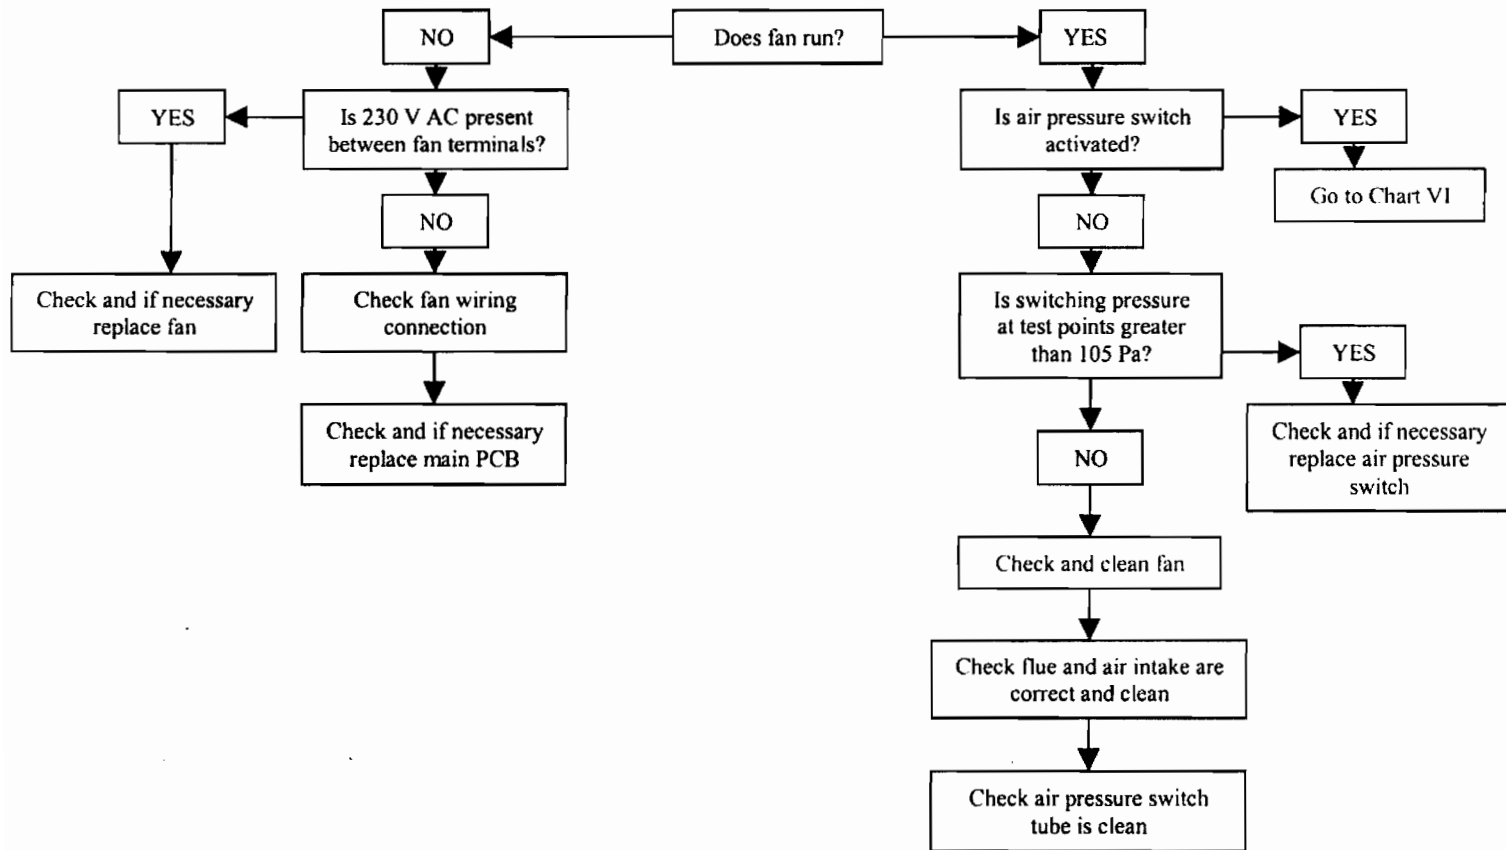 Does fan run?
NO
YES
Is 230 V AC present
between fan terminals?
YES
NO
Check and if necessary
replace fan
Check fan wiring
connection
Check and if necessary
replace main PCB
Is air pressure switch
activated?
YES
Go to Chart VI
NO
Is switching pressure
at test points greater
than 105 Pa?
YES
Check and if necessary
replace air pressure
switch
NO
Check and clean fan
Check flue and air intake are
correct and clean
Check air pressure switch
tube is clean